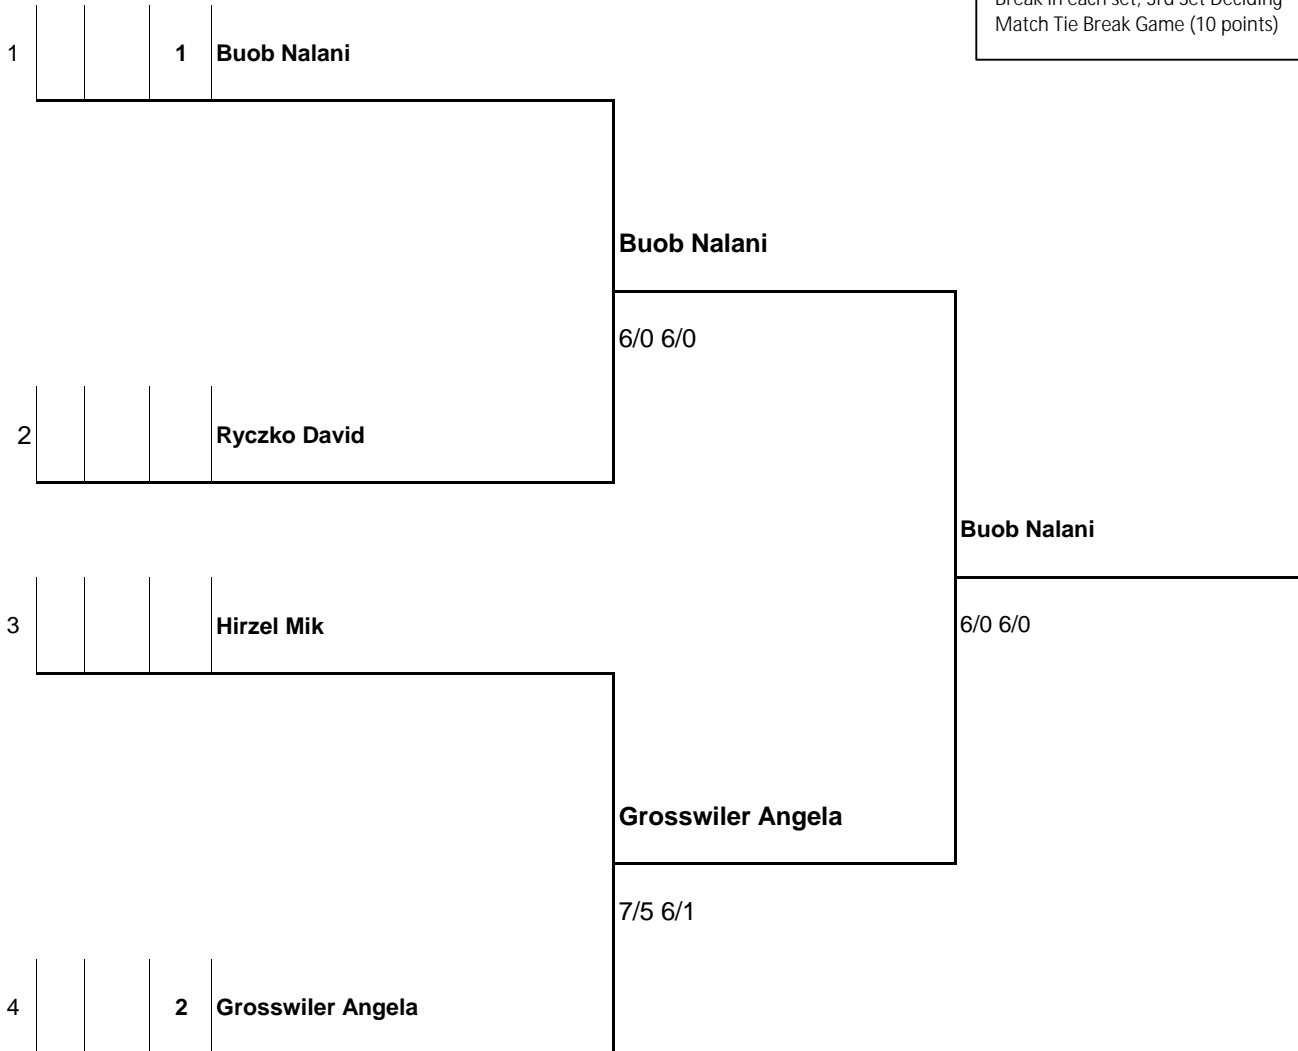 Break in each set, 3rd Set Deciding
Match Tie Break Game (10 points)
1 1 Buob Nalani
Buob Nalani
6/0 6/0
2 Ryczko David
Buob Nalani
6/0 6/0
3 Hirzel Mik
Grosswiler Angela
7/5 6/1
4 2 Grosswiler Angela